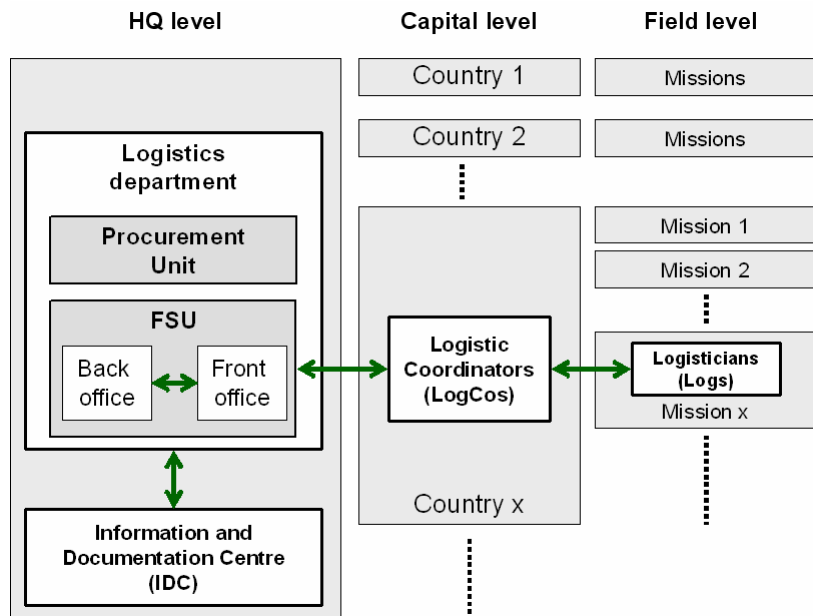 HQ level
Capital level
Field level
Country 1
Missions
Country 2
Missions
Logistics
department
Procurement
Unit
FSU
Back
office
Front
office
Information and
Documentation Centre
(IDC)
Logistic
Coordinators
(LogCos)
Country x
Mission 1
Mission 2
Logisticians
(Logs)
Mission x